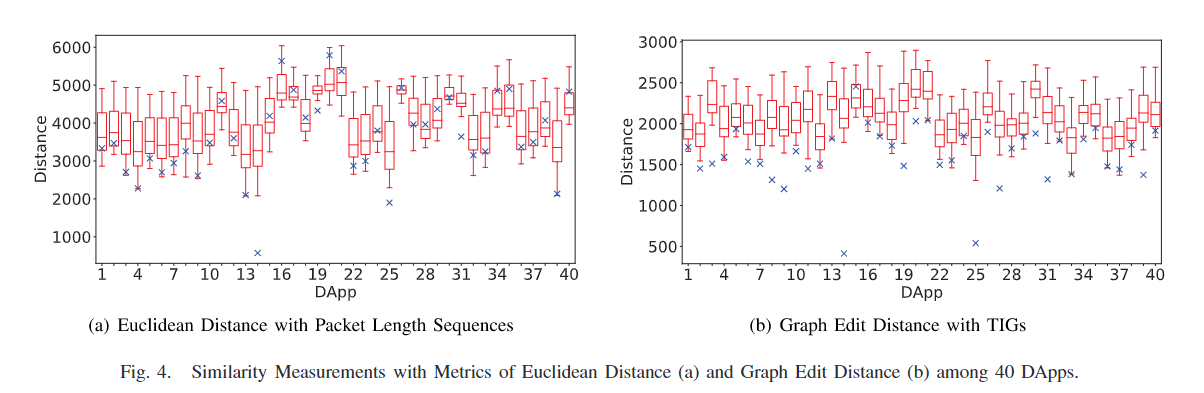 6000
5000
4000
3000
2000
1000
Distance
1 4 7 10 13 16 19 22 25 28 31 34 37 40
DApp
(a) Euclidean Distance with Packet Length Sequences
3000
2500
2000
1500
1000
500
Distance
1 4 7 10 13 16 19 22 25 28 31 34 37 40
DApp
(b) Graph Edit Distance with TIGs
Fig. 4. Similarity Measurements with Metrics of Euclidean Distance (a) and Graph Edit Distance (b) among 40 DApps.